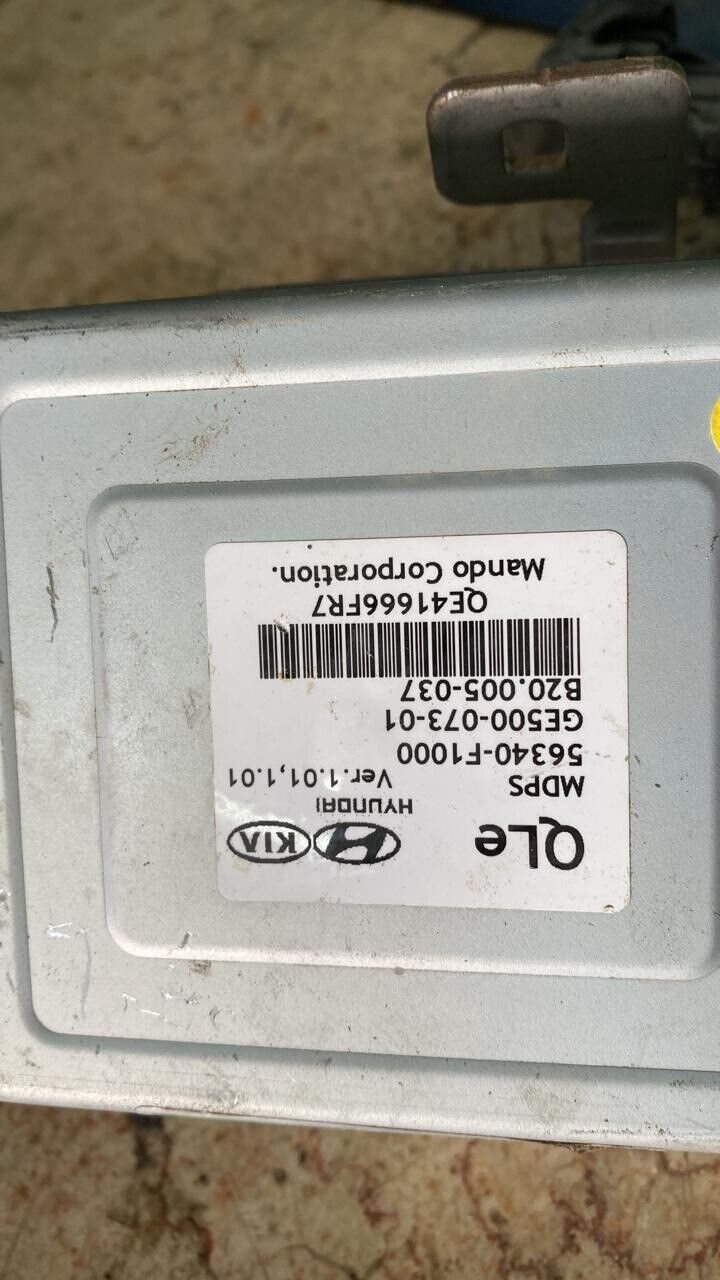 QLe
HYUNDAI KIA
MDPS Ver.1.01,1.01
56340-F1000
GE500-073-01
B20.005-037
QE41666FR7
Mando Corporation.